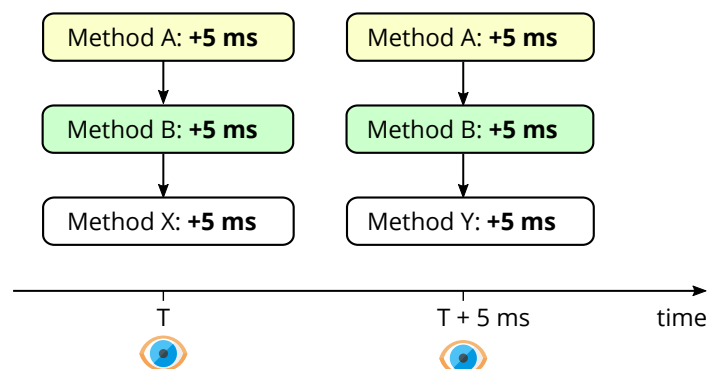 Method A: +5 ms
Method B: +5 ms
Method X: +5 ms
Method A: +5 ms
Method B: +5 ms
Method Y: +5 ms
T
T + 5 ms
time